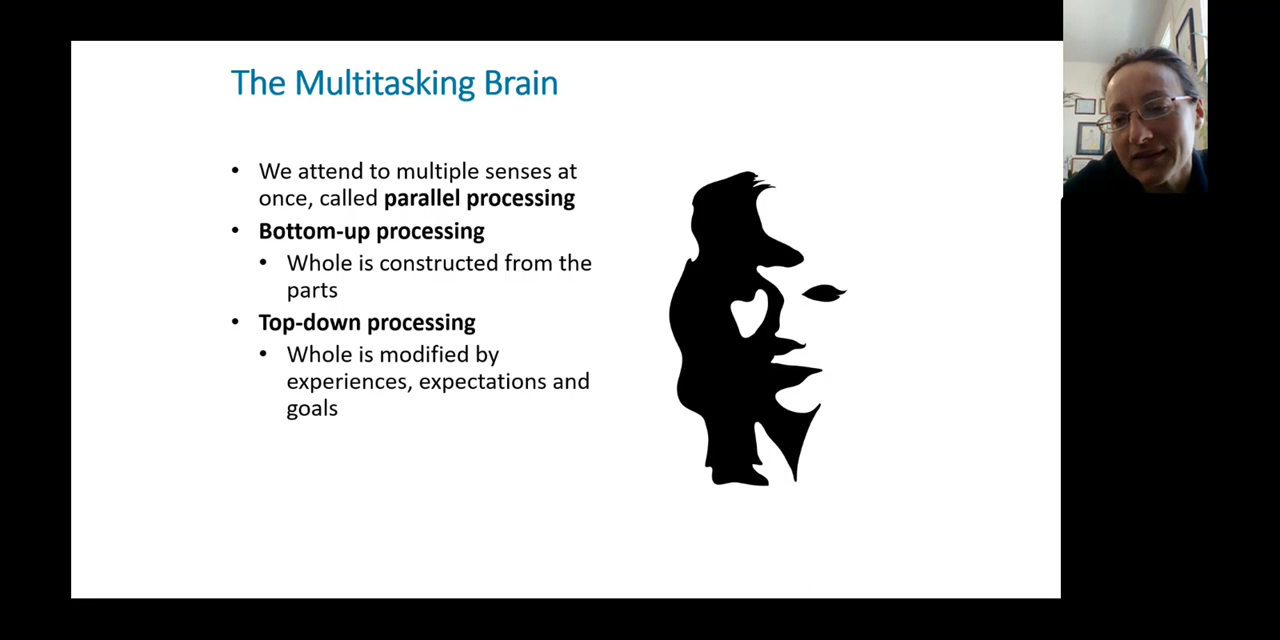 The Multitasking Brain
• We attend to multiple senses at
once, called parallel processing
• Bottom-up processing
• Whole is constructed from the
parts
• Top-down processing
• Whole is modified by
experiences, expectations and
goals